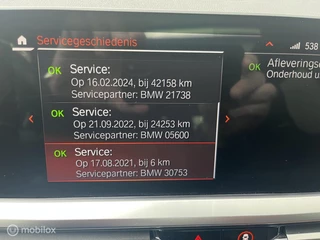 Servicegeschiedenis
538
OK Service:
Op 16.02.2024, bij 42158 km
Servicepartner: BMW 21738
OK Service:
Op 21.09.2022, bij 24253 km
Servicepartner: BMW 05600
OK Service:
Op 17.08.2021, bij 6 km
Servicepartner: BMW 30753
OK Afleverings
Onderhoud u
mobilox